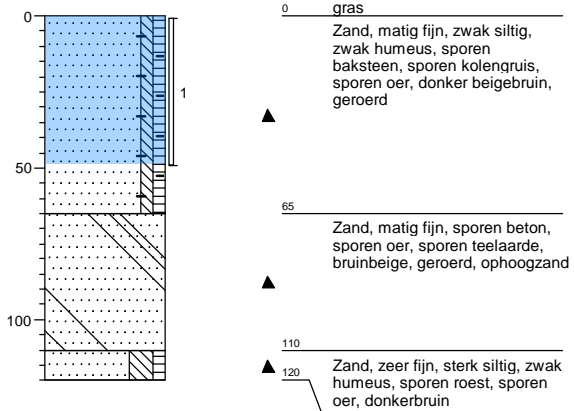 0
50
100
1
0
gras
Zand, matig fijn, zwak siltig,
zwak humeus, sporen
baksteen, sporen kolengruis,
sporen oer, donker beigebruin,
geroerd
65
Zand, matig fijn, sporen beton,
sporen oer, sporen teelaarde,
bruinbeige, geroerd, ophoogzand
110
Zand, zeer fijn, sterk siltig, zwak
120
humeus, sporen roest, sporen
oer, donkerbruin